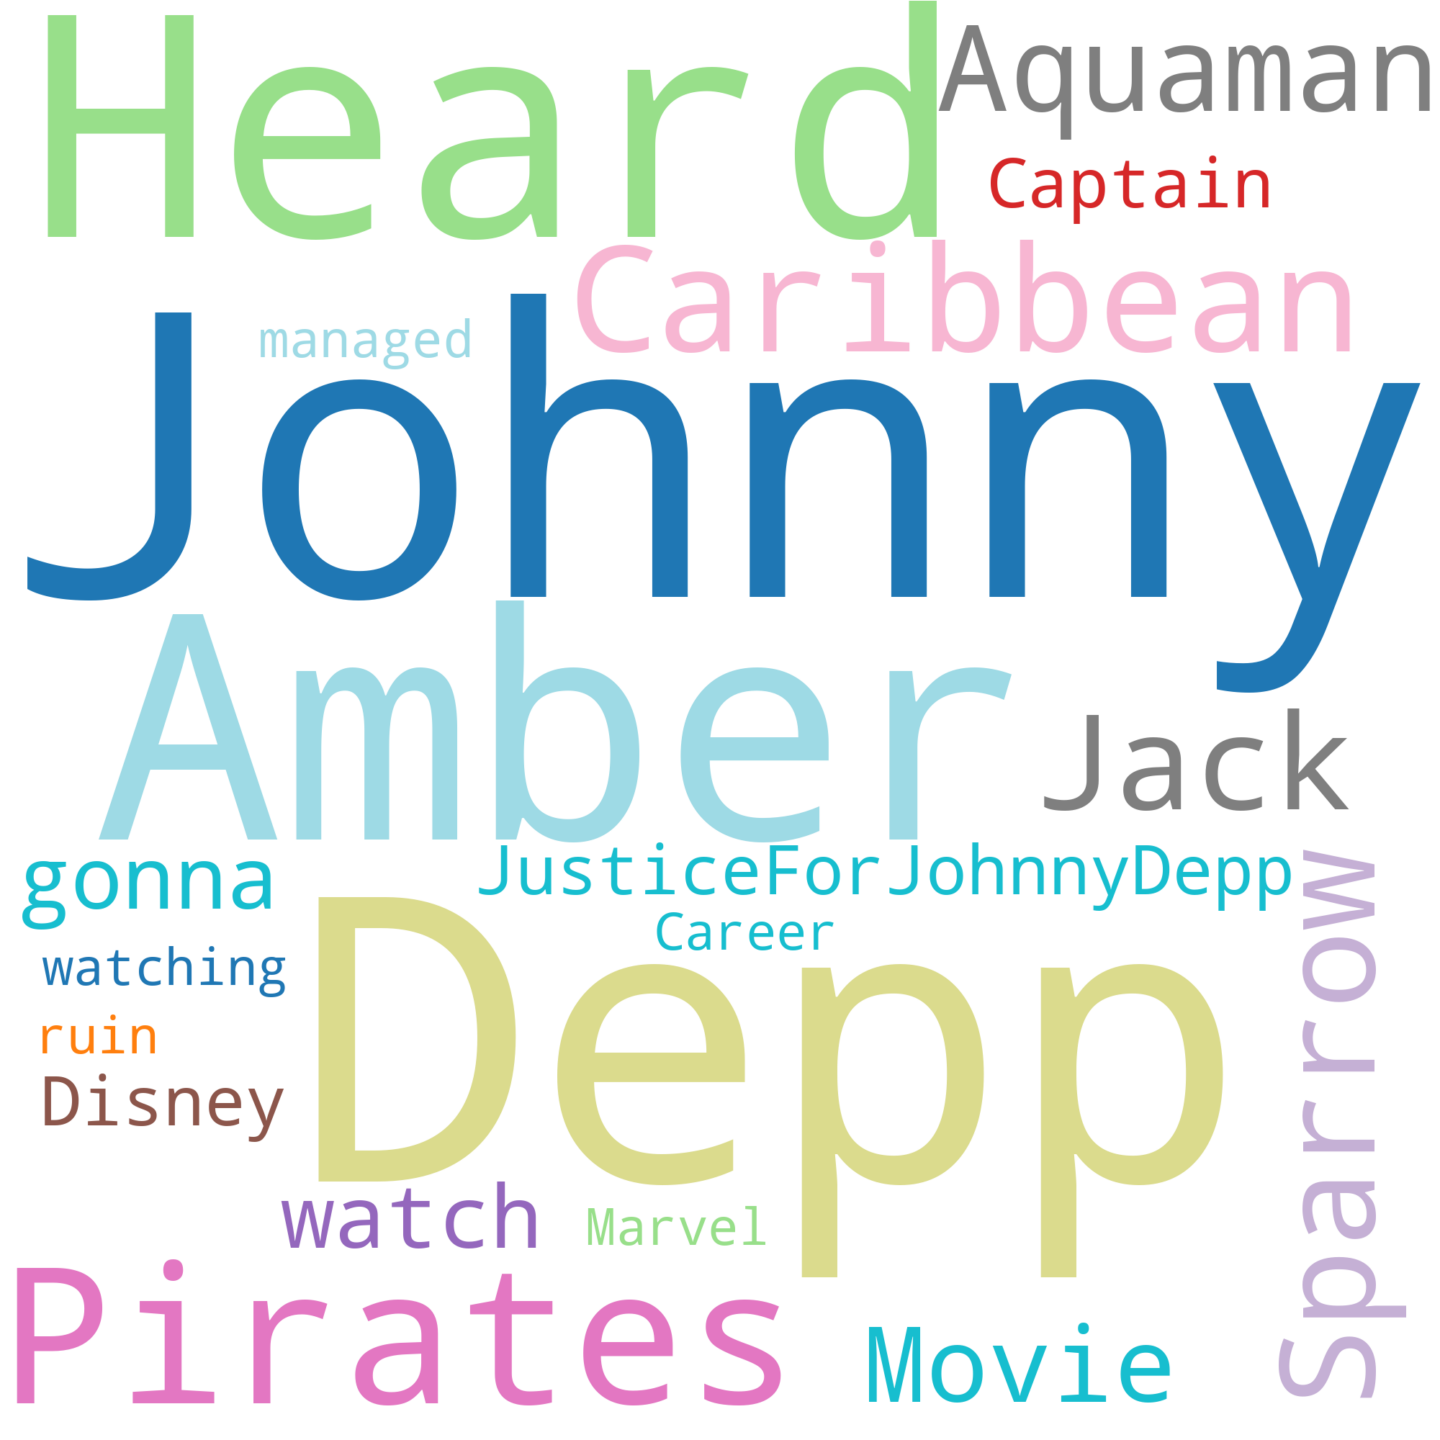 Heard
Aquaman
Captain
Caribbean
managed
Johnny
Amber
Jack
gonna
JusticeForJohnnyDepp
Career
watching
Depp
ruin
Disney
Sparrow
watch
Marvel
Pirates
Movie